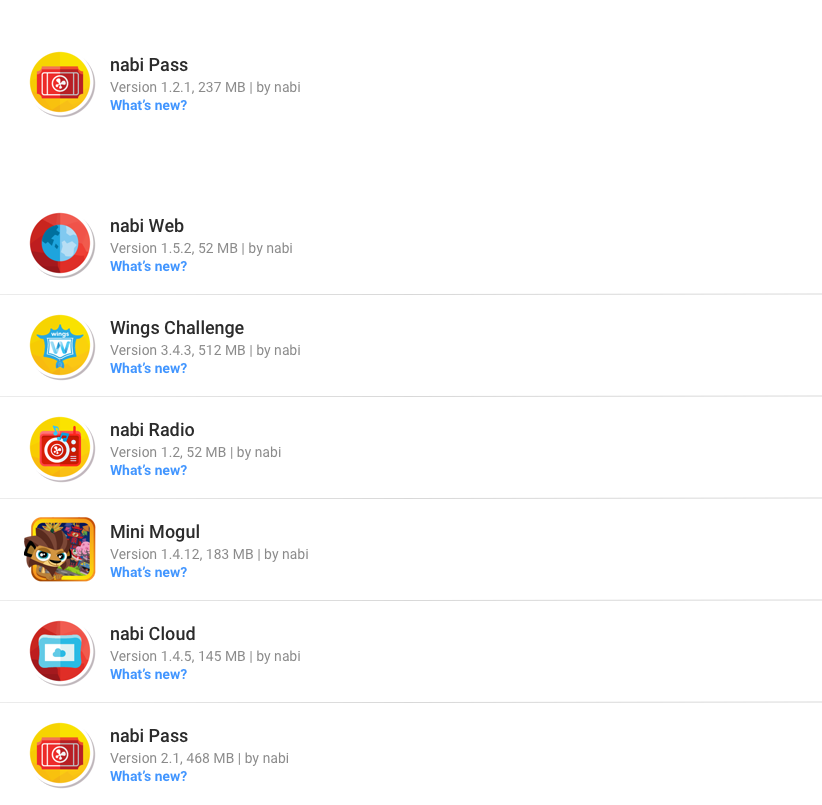 nabi Pass
Version 1.2.1, 237 MB | by nabi
What's new?
nabi Web
Version 1.5.2, 52 MB | by nabi
What's new?
wings
W
Wings Challenge
Version 3.4.3, 512 MB | by nabi
What's new?
nabi Radio
Version 1.2, 52 MB | by nabi
What's new?
Mini Mogul
Version 1.4.12, 183 MB | by nabi
What's new?
nabi Cloud
Version 1.4.5, 145 MB | by nabi
What's new?
nabi Pass
Version 2.1, 468 MB | by nabi
What's new?